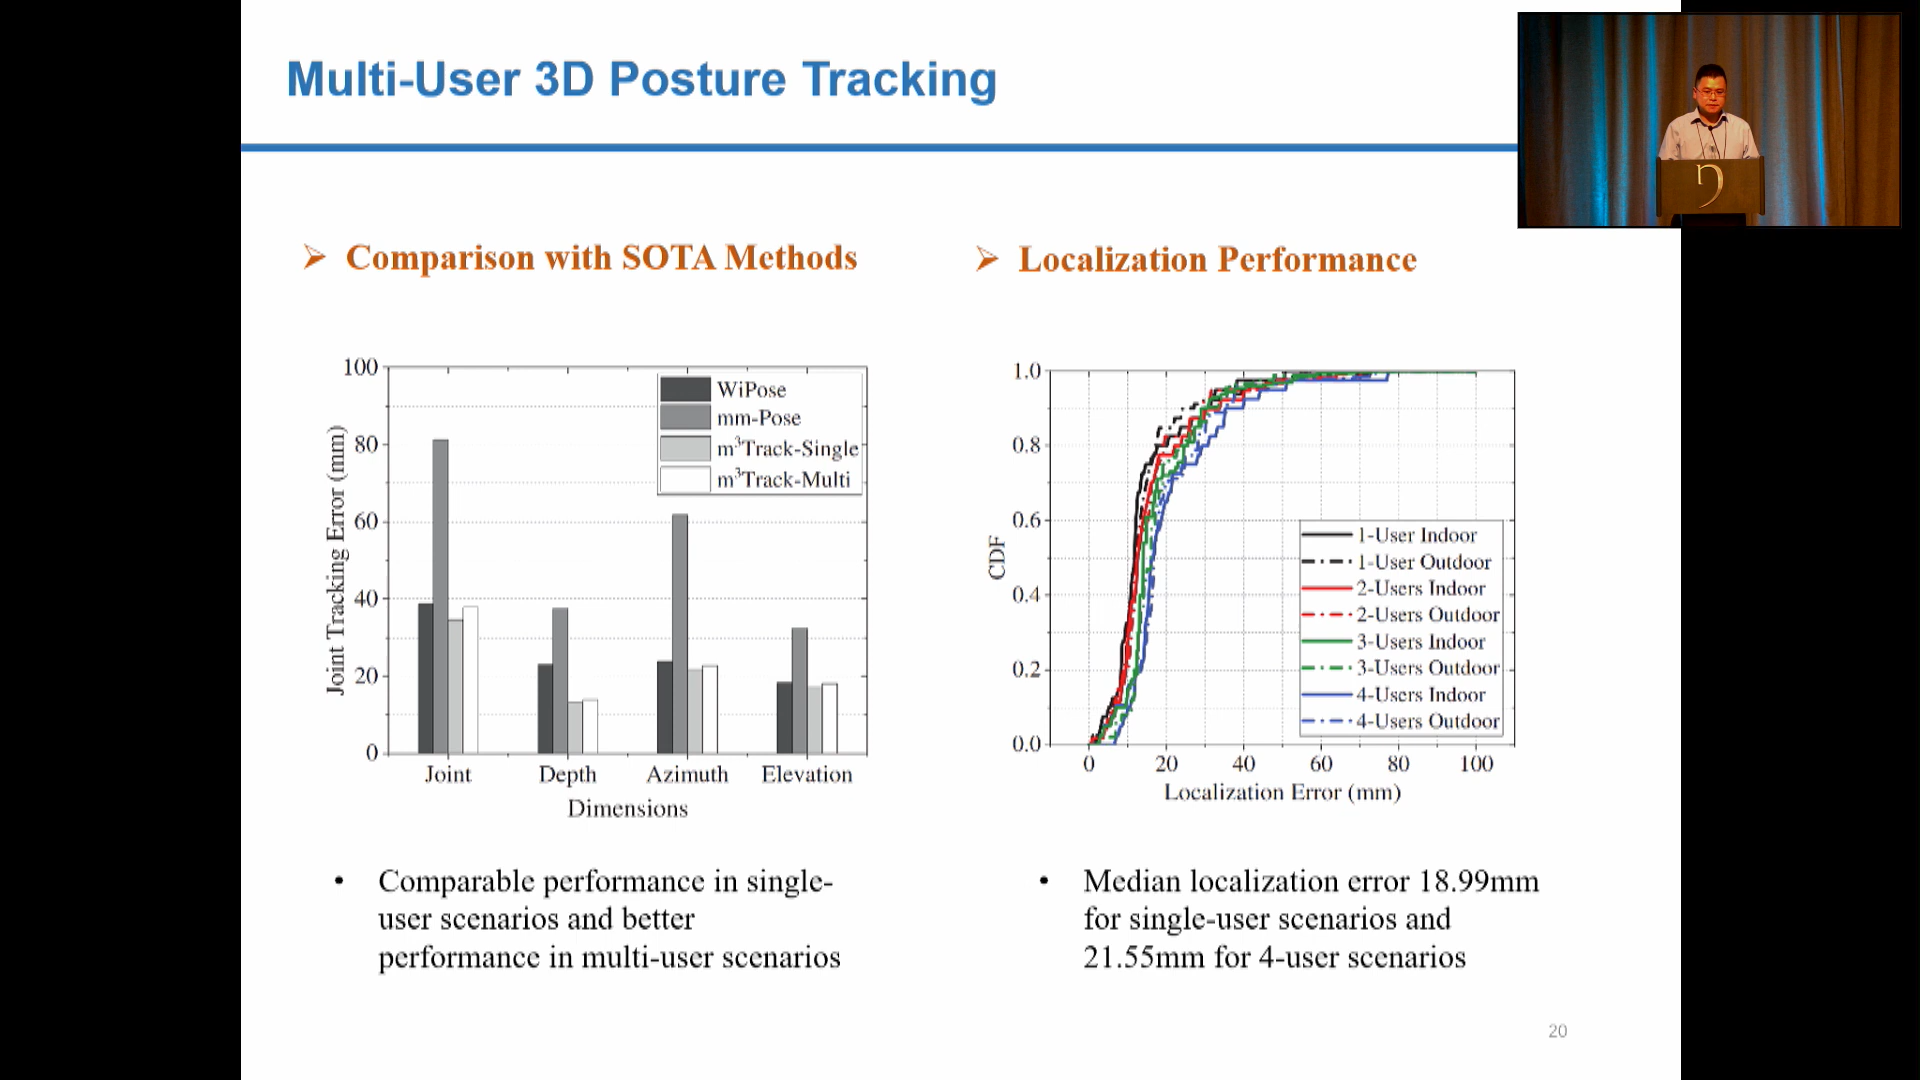 Multi-User 3D Posture Tracking
➢ Comparison with SOTA Methods
100
80
60
40
20
0
Joint Tracking Error (mm)
WiPose
mm-Pose
m³Track-Single
m³Track-Multi
Joint Depth Azimuth Elevation
Dimensions
• Comparable performance in single-
user scenarios and better
performance in multi-user scenarios
➢ Localization Performance
1.0
0.8
0.6
0.4
0.2
0.0
CDF
1-User Indoor
1-User Outdoor
2-Users Indoor
2-Users Outdoor
3-Users Indoor
3-Users Outdoor
4-Users Indoor
4-Users Outdoor
0 20 40 60 80 100
Localization Error (mm)
• Median localization error 18.99mm
for single-user scenarios and
21.55mm for 4-user scenarios
20